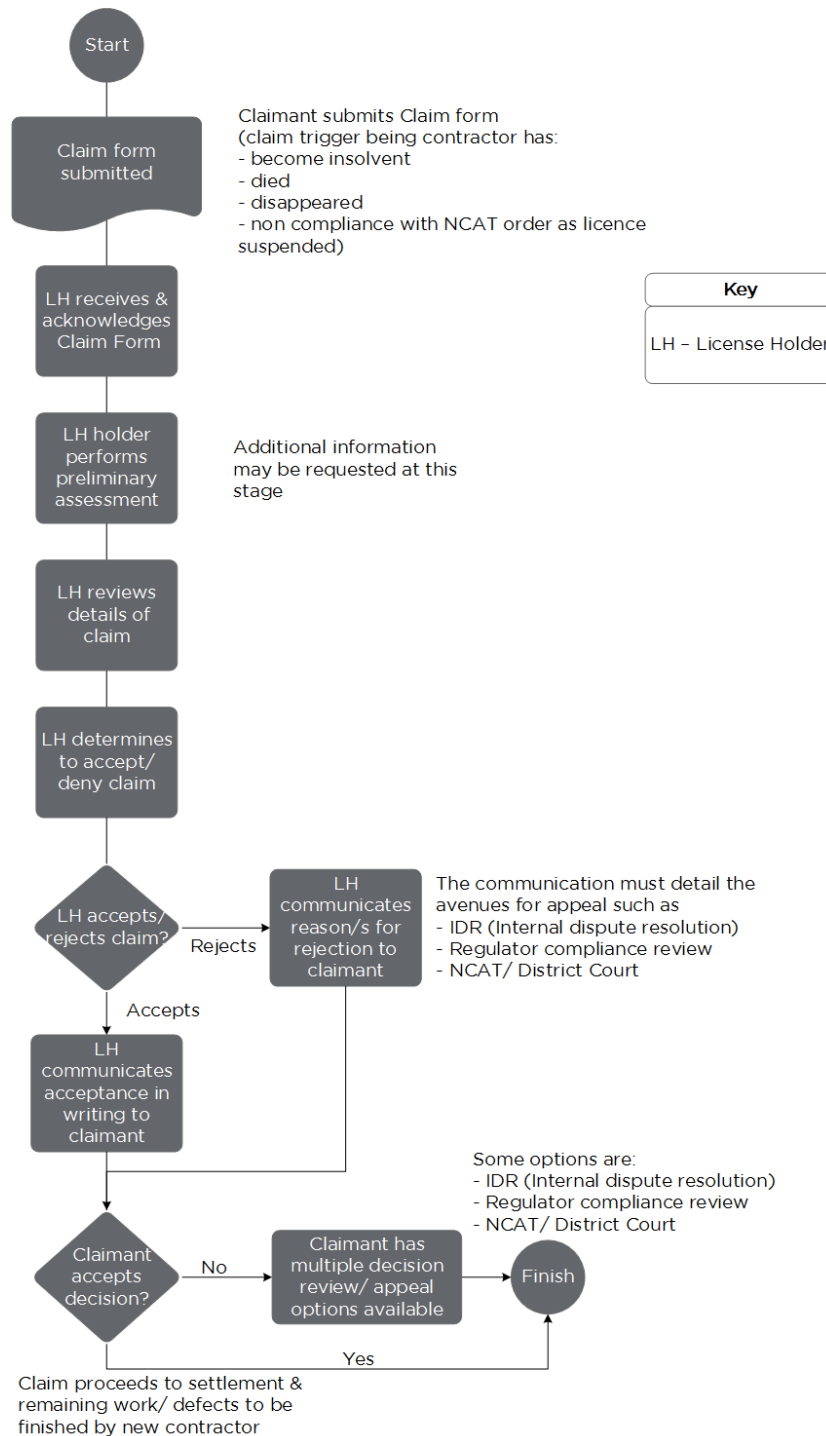 Start
Claim form
submitted
Claimant submits Claim form
(claim trigger being contractor has:
- become insolvent
- died
- disappeared
- non compliance with NCAT order as licence
suspended)
LH receives &
acknowledges
Claim Form
Key
LH – License Holder
LH holder
performs
preliminary
assessment
Additional information
may be requested at this
stage
LH reviews
details of
claim
LH determines
to accept/
deny claim
LH accepts/
rejects claim?
Rejects
LH
communicates
reason/s for
rejection to
claimant
The communication must detail the
avenues for appeal such as
- IDR (Internal dispute resolution)
- Regulator compliance review
- NCAT/ District Court
Accepts
LH
communicates
acceptance in
writing to
claimant
Some options are:
- IDR (Internal dispute resolution)
- Regulator compliance review
- NCAT/ District Court
Claimant
accepts
decision?
No
Claimant has
multiple decision
review/ appeal
options available
Finish
Yes
Claim proceeds to settlement &
remaining work/ defects to be
finished by new contractor